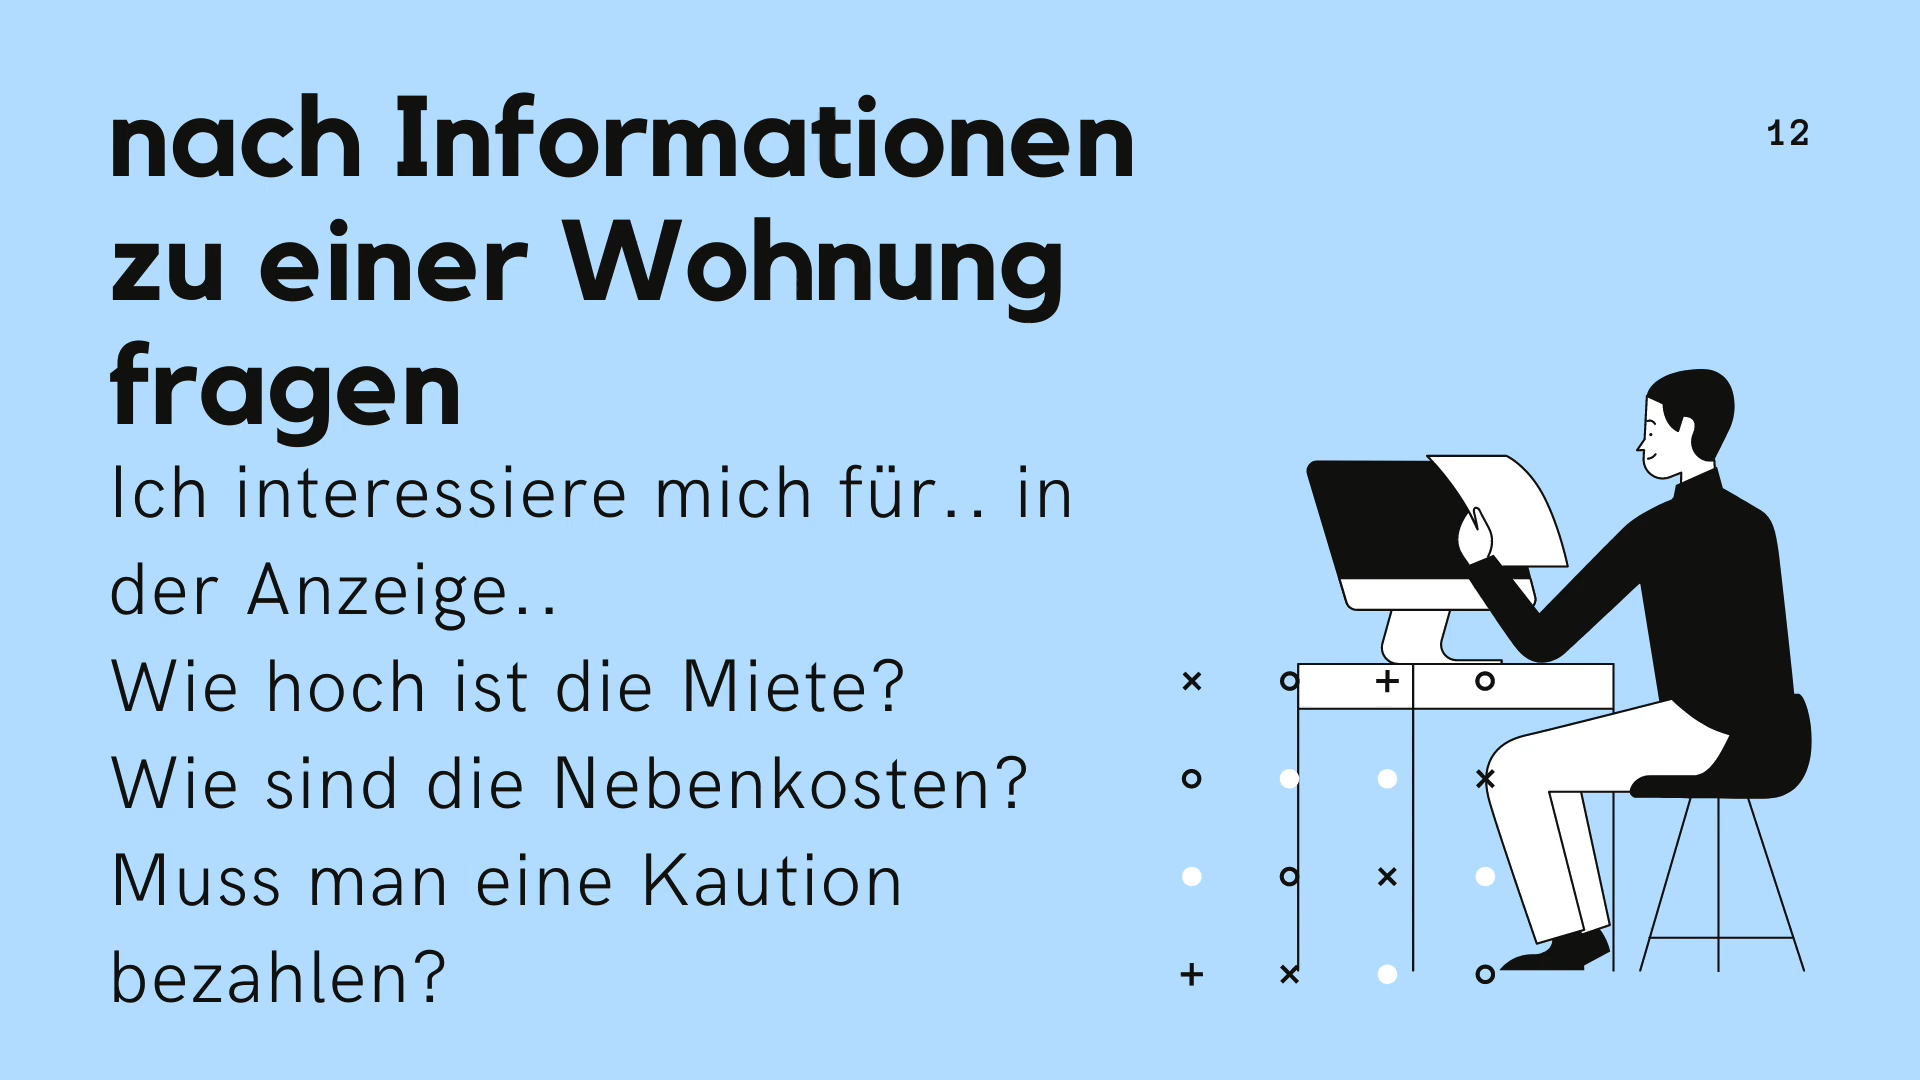 nach Informationen
12
zu einer Wohnung
fragen
Ich interessiere mich für.. in
der Anzeige..
Wie hoch ist die Miete?
Wie sind die Nebenkosten?
Muss man eine Kaution
bezahlen?